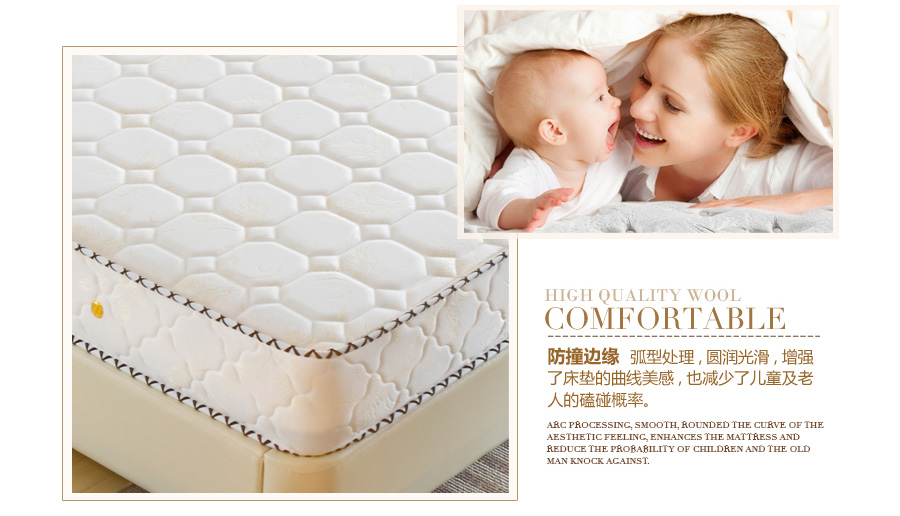 HIGH QUALITY WOOL
COMFORTABLE
防撞边缘 弧型处理，圆润光滑，增强
了床垫的曲线美感，也减少了儿童及老
人的磕碰概率。
ARC PROCESSING, SMOOTH, ROUNDED THE CURVE OF THE
AESTHETIC FEELING, ENHANCES THE MATTRESS AND
REDUCE THE PROBABILITY OF CHILDREN AND THE OLD
MAN KNOCK AGAINST.